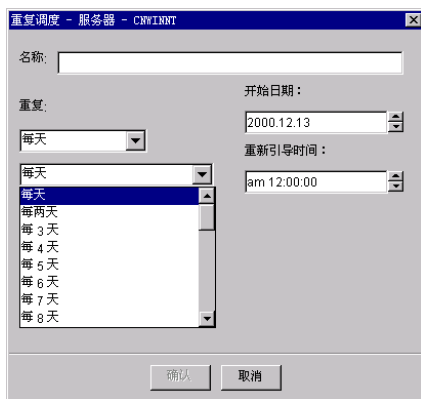 重复调度 - 服务器 - CNWINNT
名称:
重复:
每天
每天
每天
每两天
每 3 天
每 4 天
每 5 天
每 6 天
每 7 天
每 8 天
开始日期：
2000.12.13
重新引导时间：
am 12:00:00
确认
取消